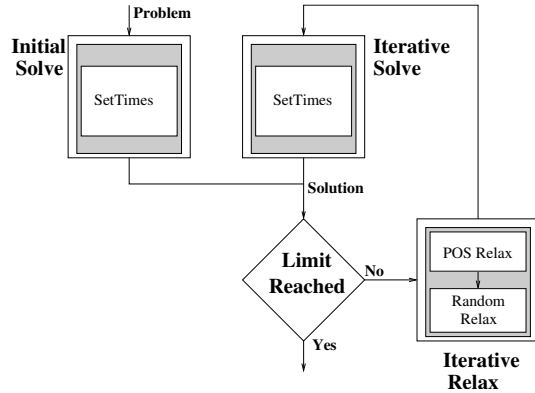 Problem
Initial
Solve
SetTimes
Iterative
Solve
SetTimes
Solution
Limit
Reached
No
Yes
POS Relax
Random
Relax
Iterative
Relax